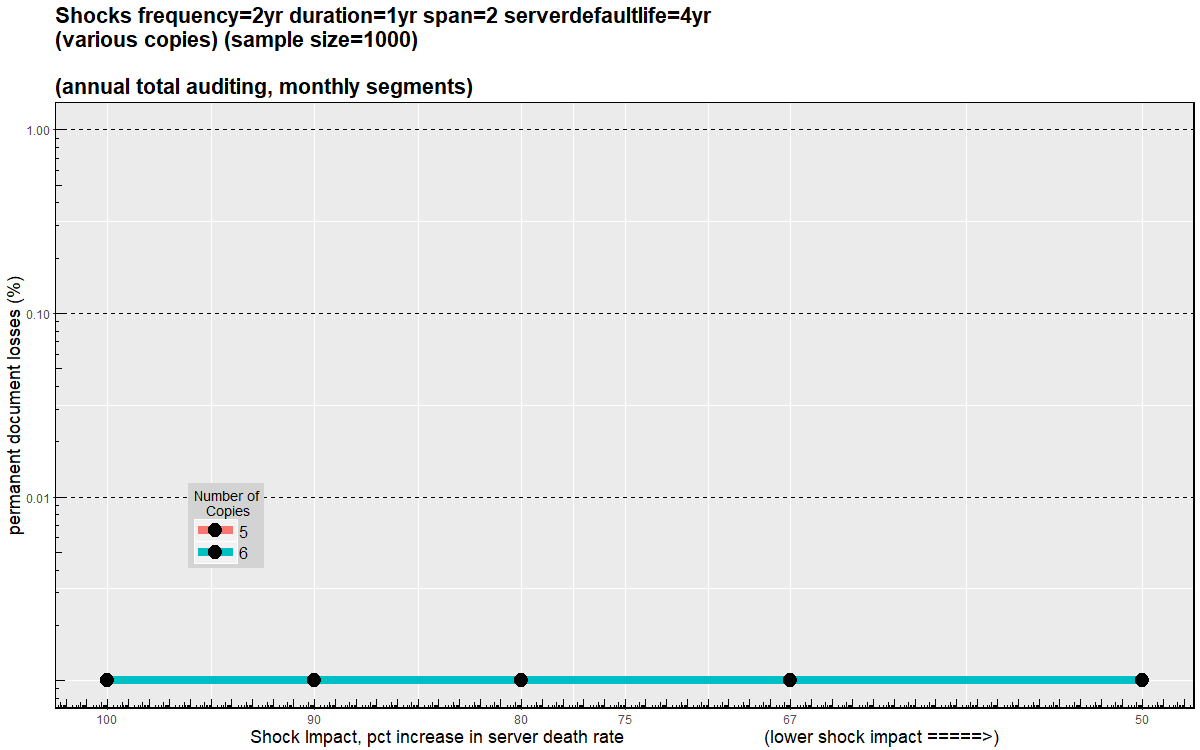 Shocks frequency=2yr duration=1yr span=2 serverdefaultlife=4yr
(various copies) (sample size=1000)
(annual total auditing, monthly segments)
permanent document losses (%)
1.00
0.10
0.01
Number of
Copies
5
6
100 90 80 75 67 50
Shock Impact, pct increase in server death rate (lower shock impact =====>)